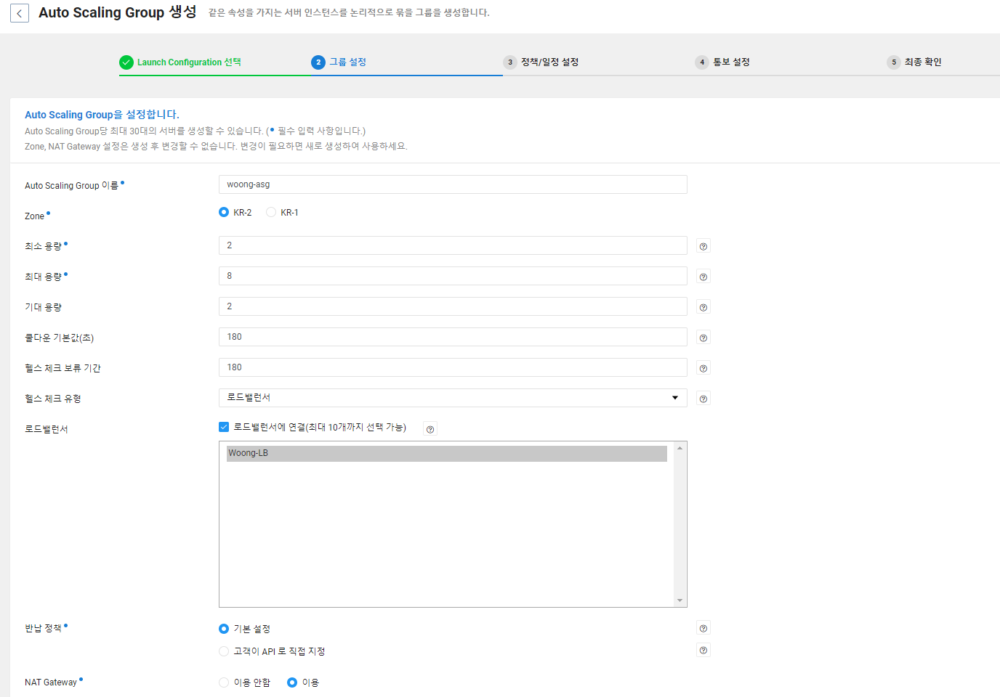 Auto Scaling Group 생성 같은 속성을 가지는 서버 인스턴스를 논리적으로 묶을 그룹을 생성합니다.
Launch Configuration 선택 2 그룹 설정 3 정책/일정 설정 4 통보 설정 5 최종 확인
Auto Scaling Group을 설정합니다.
Auto Scaling Group당 최대 30대의 서버를 생성할 수 있습니다. (• 필수 입력 사항입니다.)
Zone, NAT Gateway 설정은 생성 후 변경할 수 없습니다. 변경이 필요하면 새로 생성하여 사용하세요.
Auto Scaling Group 이름• woong-asg
Zone• KR-2 KR-1
최소 용량• 2
최대 용량• 8
기대 용량 2
쿨다운 기본값(초) 180
헬스 체크 보류 기간 180
헬스 체크 유형 로드밸런서
로드밸런서 로드밸런서에 연결(최대 10개까지 선택 가능)
Woong-LB
반납 정책• 기본 설정
고객이 API 로 직접 지정
NAT Gateway• 이용 안함 이용